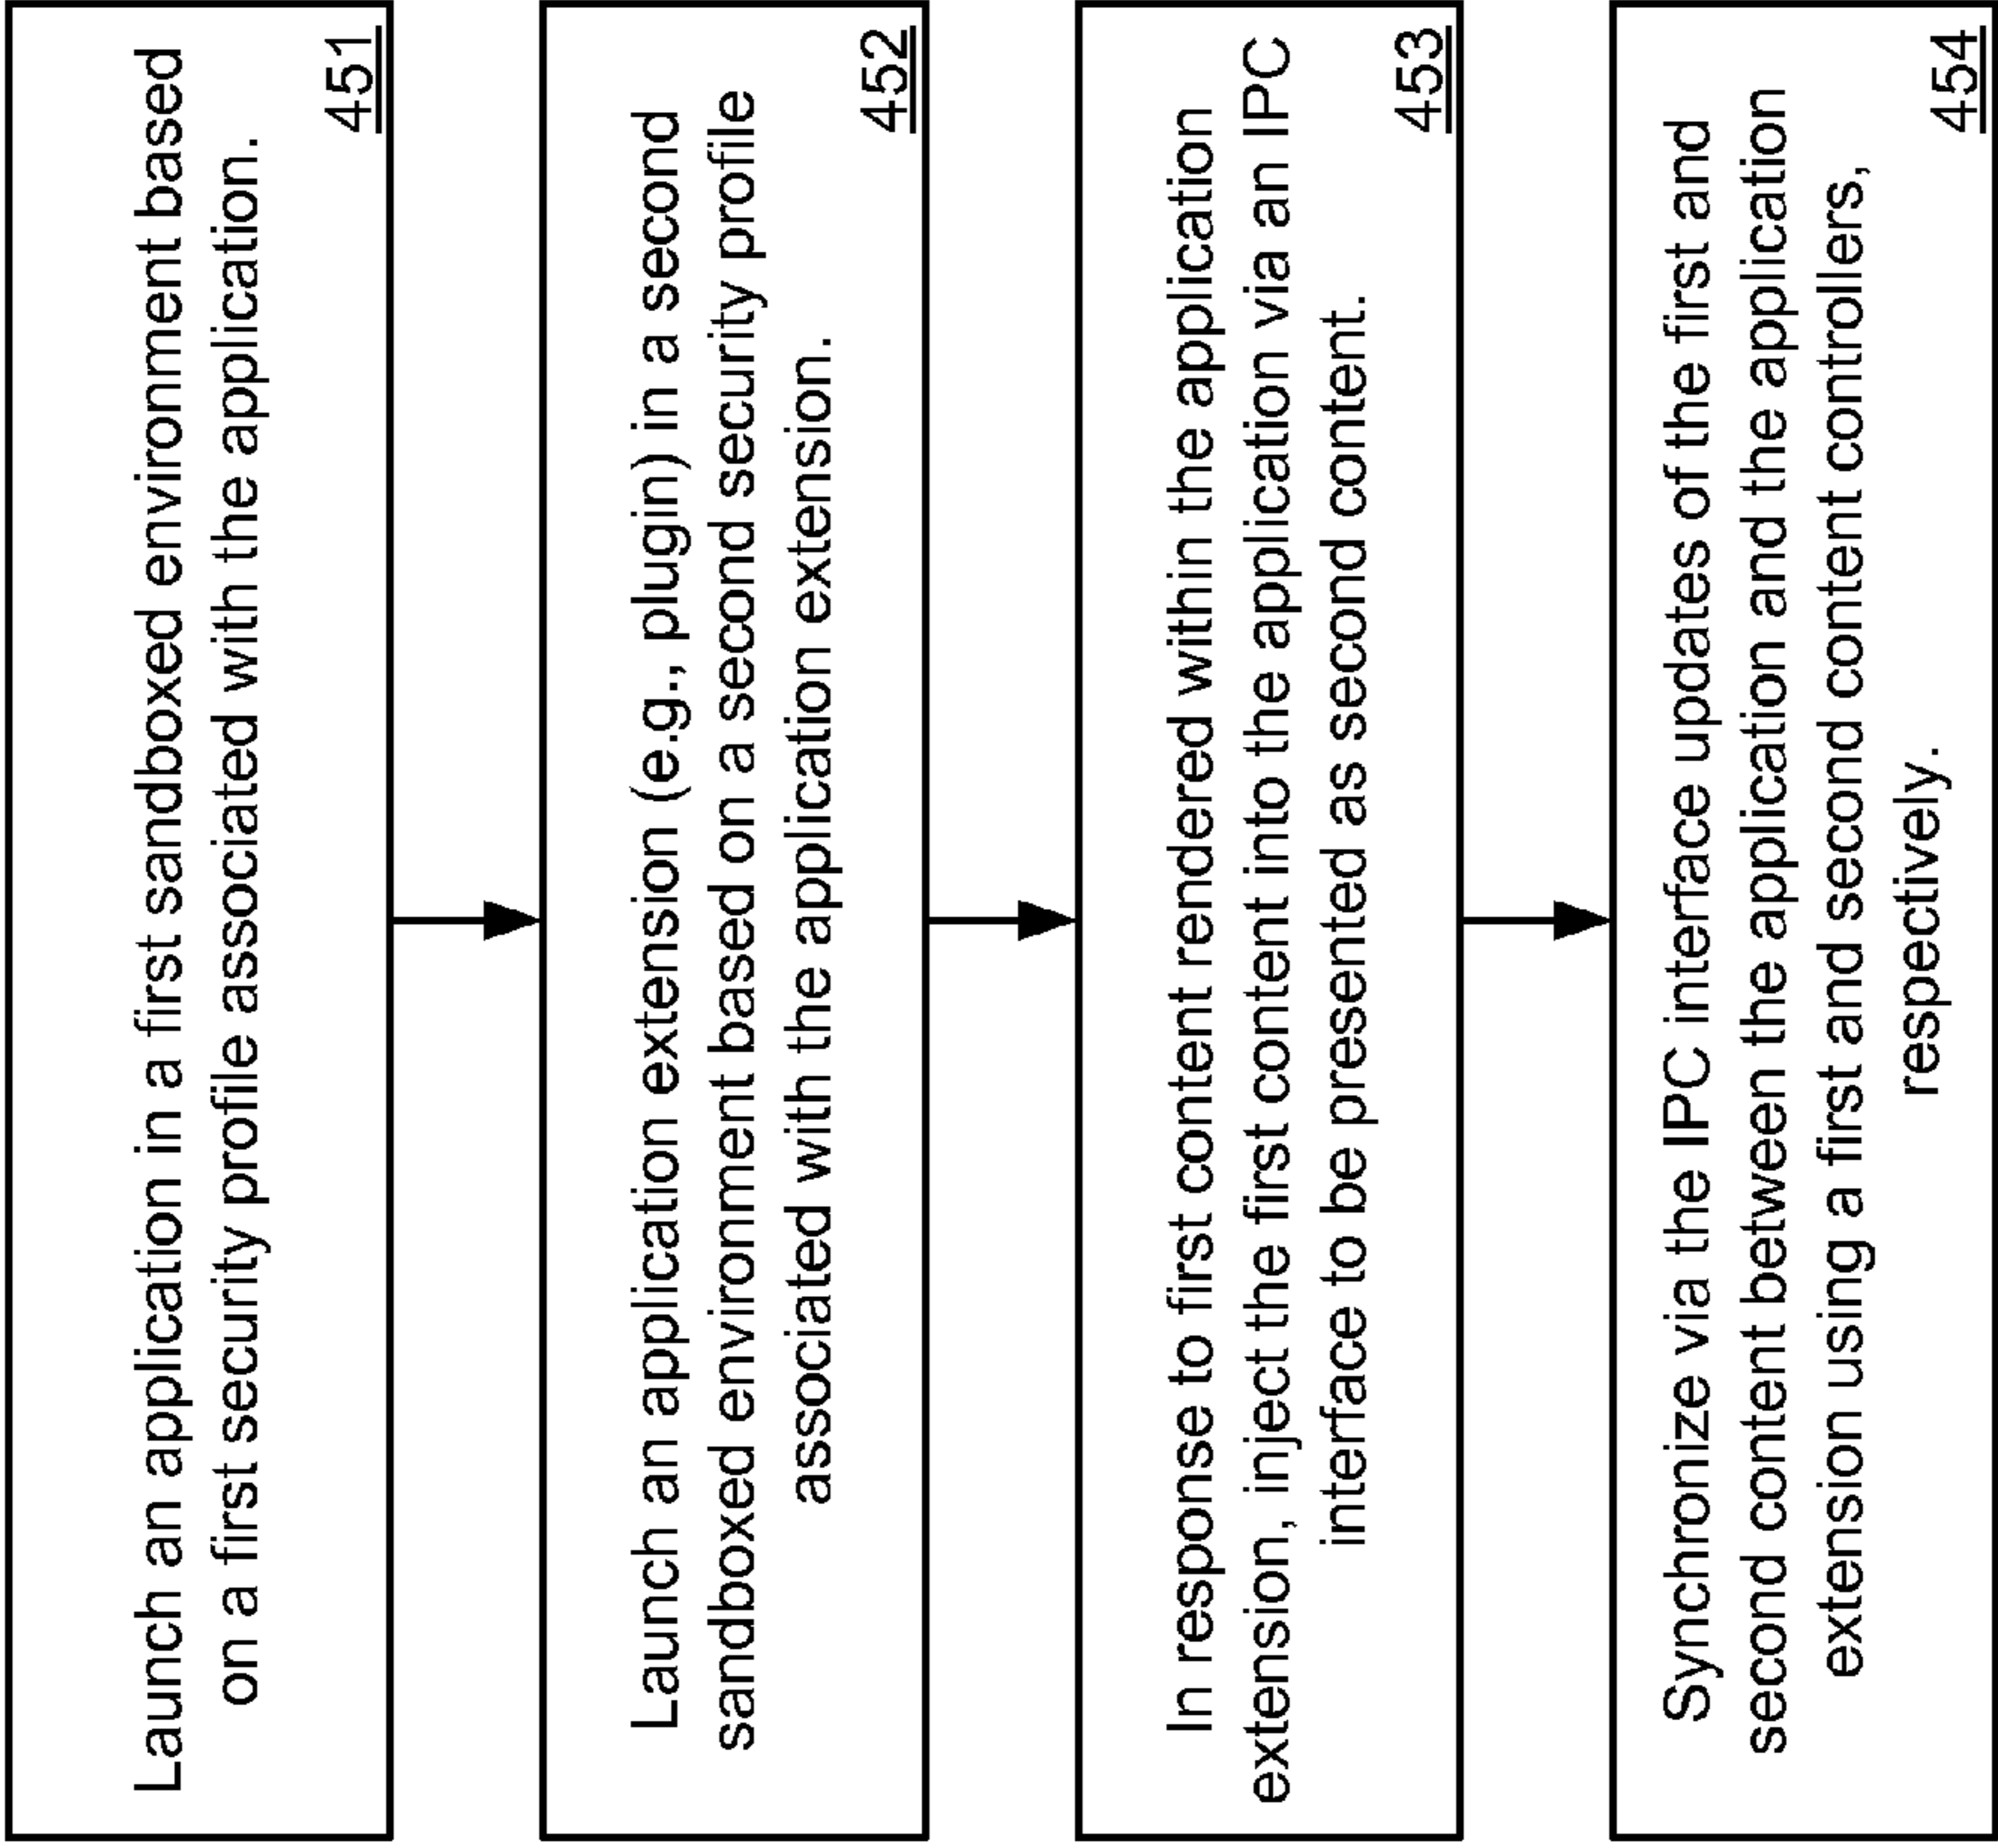 Launch an application in a first sandboxed environment based
on a first security profile associated with the application.
451
Launch an application extension (e.g., plugin) in a second
sandboxed environment based on a second security profile
associated with the application extension.
452
In response to first content rendered within the application
extension, inject the first content into the application via an IPC
interface to be presented as second content.
453
Synchronize via the IPC interface updates of the first and
second content between the application and the application
extension using a first and second content controllers,
respectively.
454